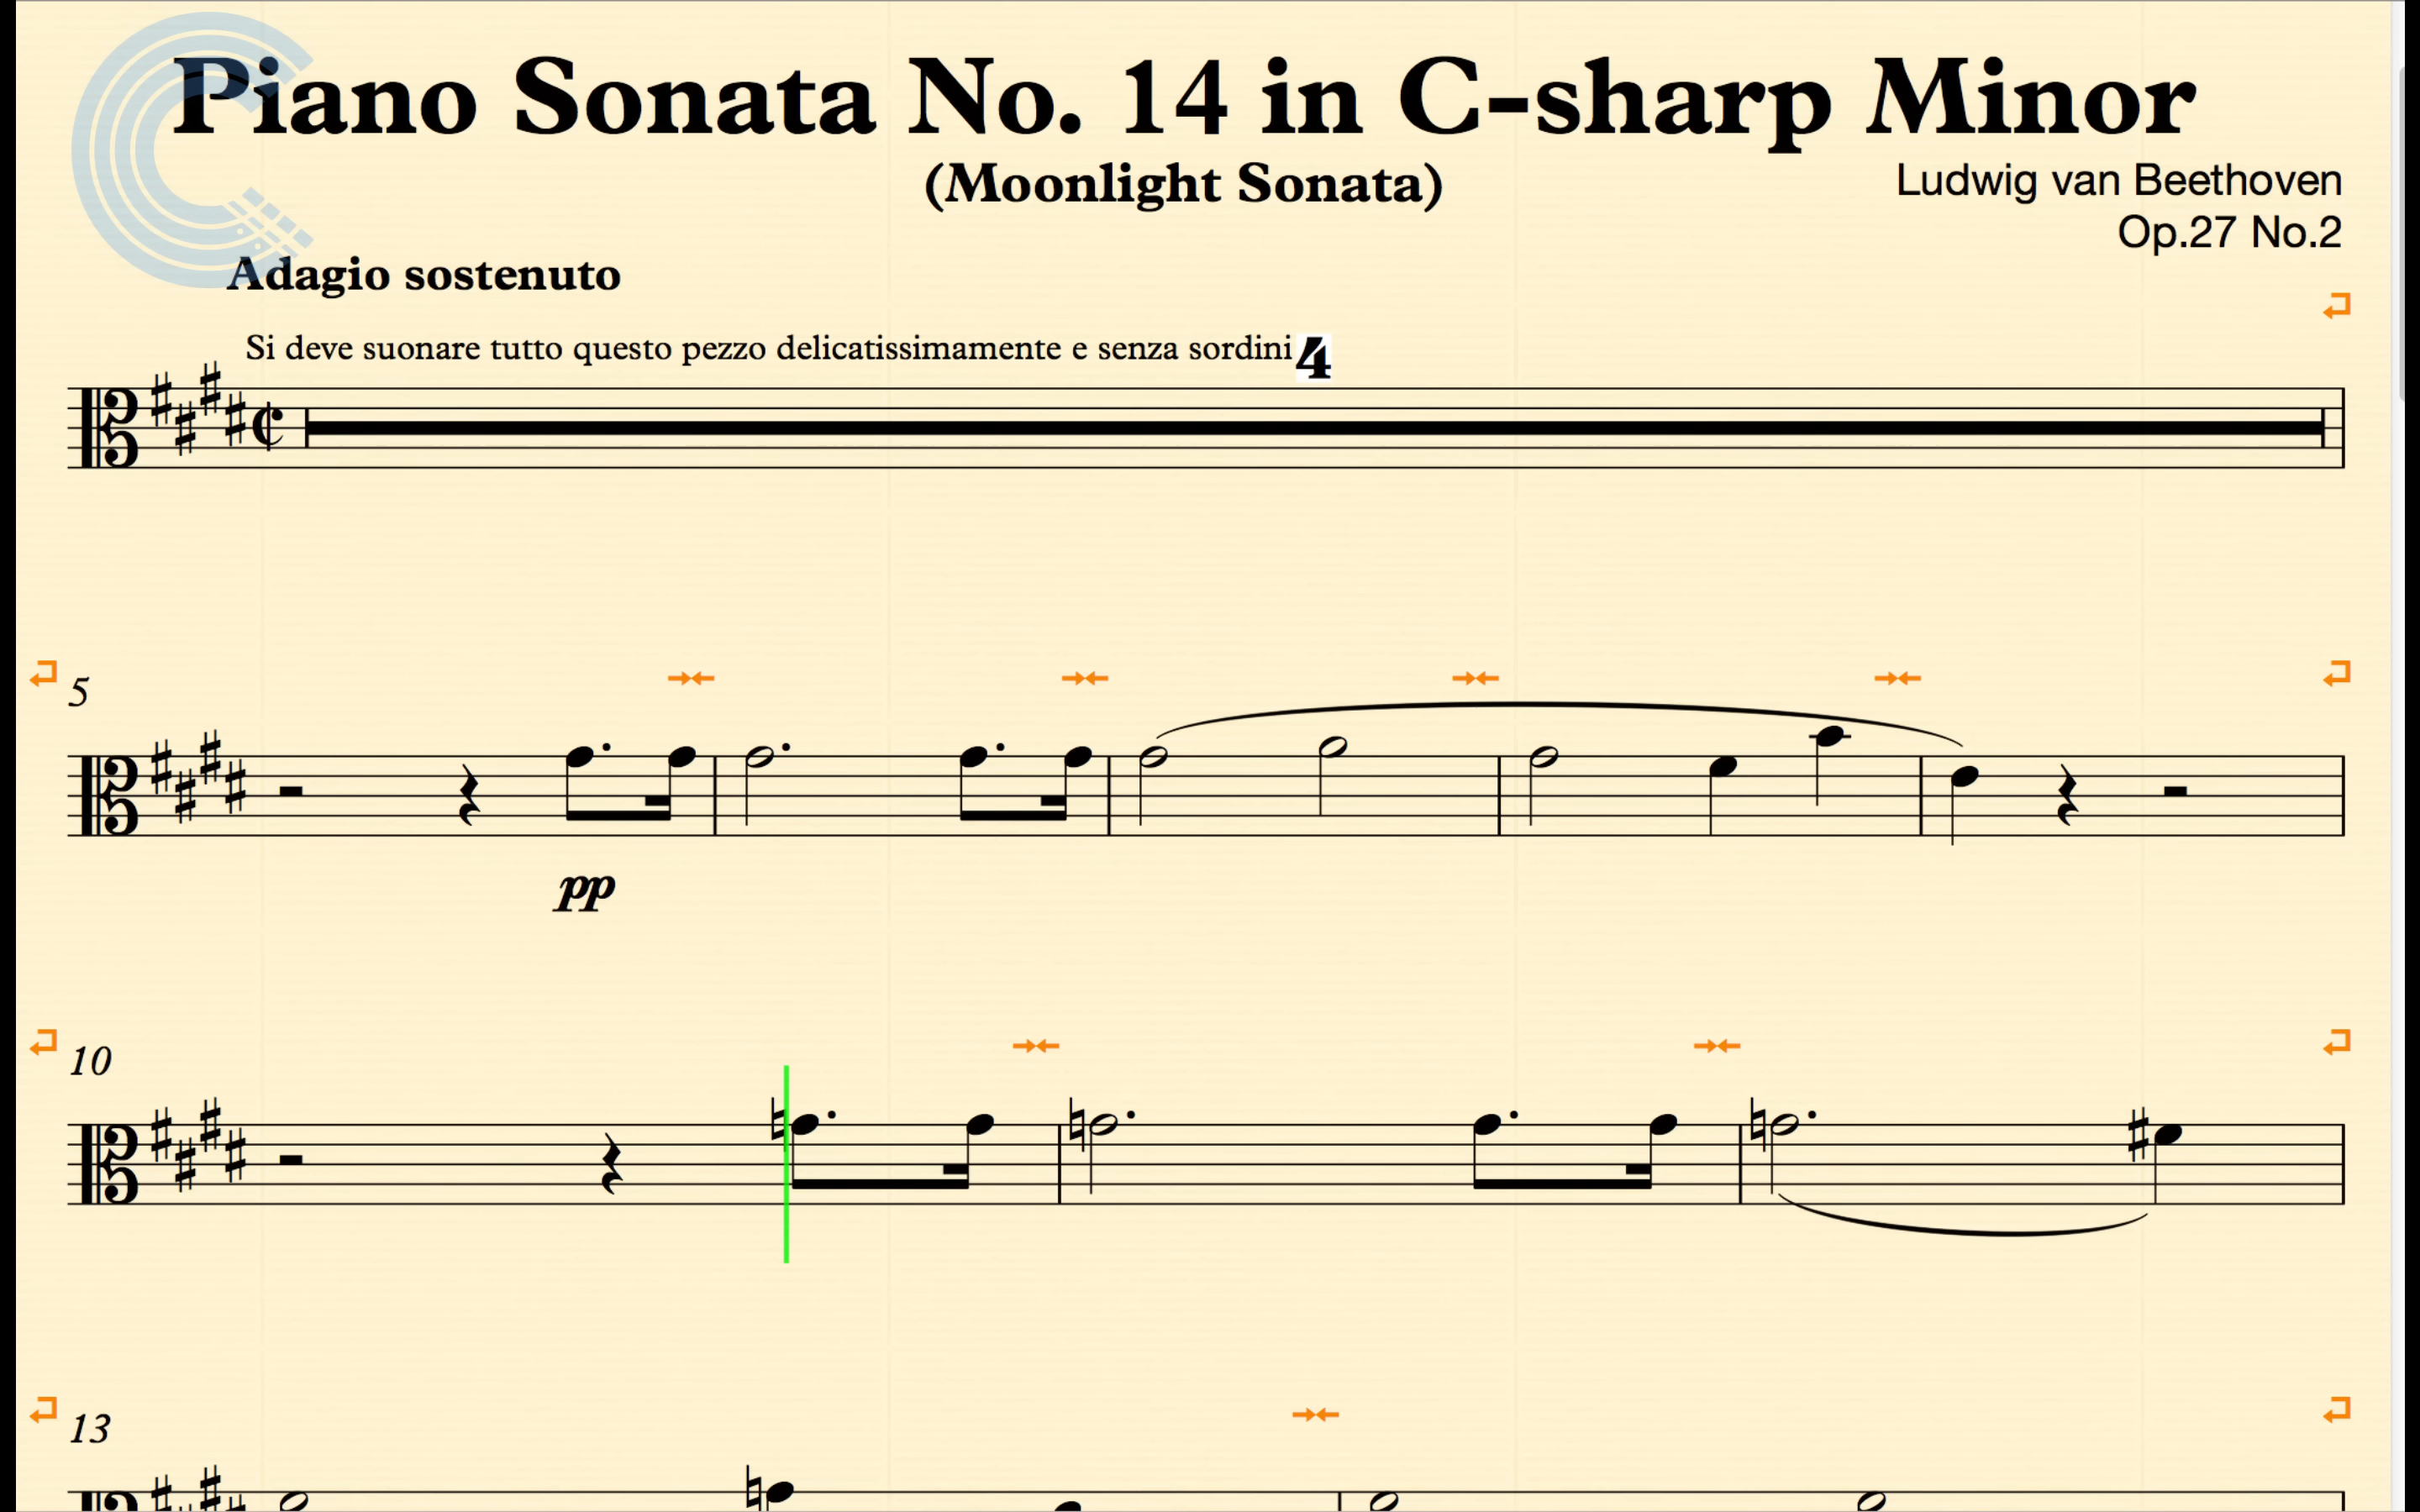 Piano Sonata No. 14 in C-sharp Minor
(Moonlight Sonata)
Ludwig van Beethoven
Op.27 No.2
Adagio sostenuto
Si deve suonare tutto questo pezzo delicatissimamente e senza sordini
4
5
pp
10
13